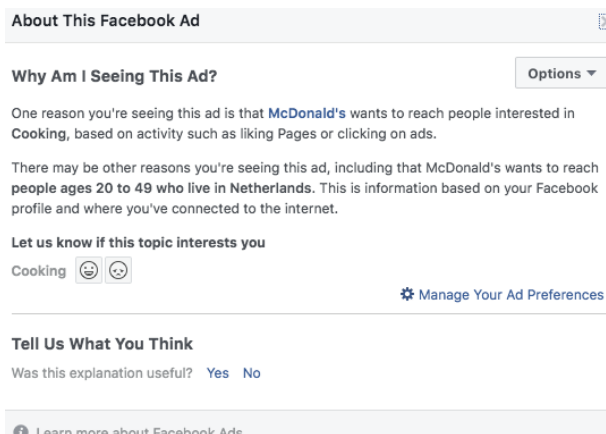 About This Facebook Ad
Why Am I Seeing This Ad?
Options
One reason you're seeing this ad is that McDonald's wants to reach people interested in
Cooking, based on activity such as liking Pages or clicking on ads.
There may be other reasons you're seeing this ad, including that McDonald's wants to reach
people ages 20 to 49 who live in Netherlands. This is information based on your Facebook
profile and where you've connected to the internet.
Let us know if this topic interests you
Cooking
Manage Your Ad Preferences
Tell Us What You Think
Was this explanation useful? Yes No
Learn more about Facebook Ads